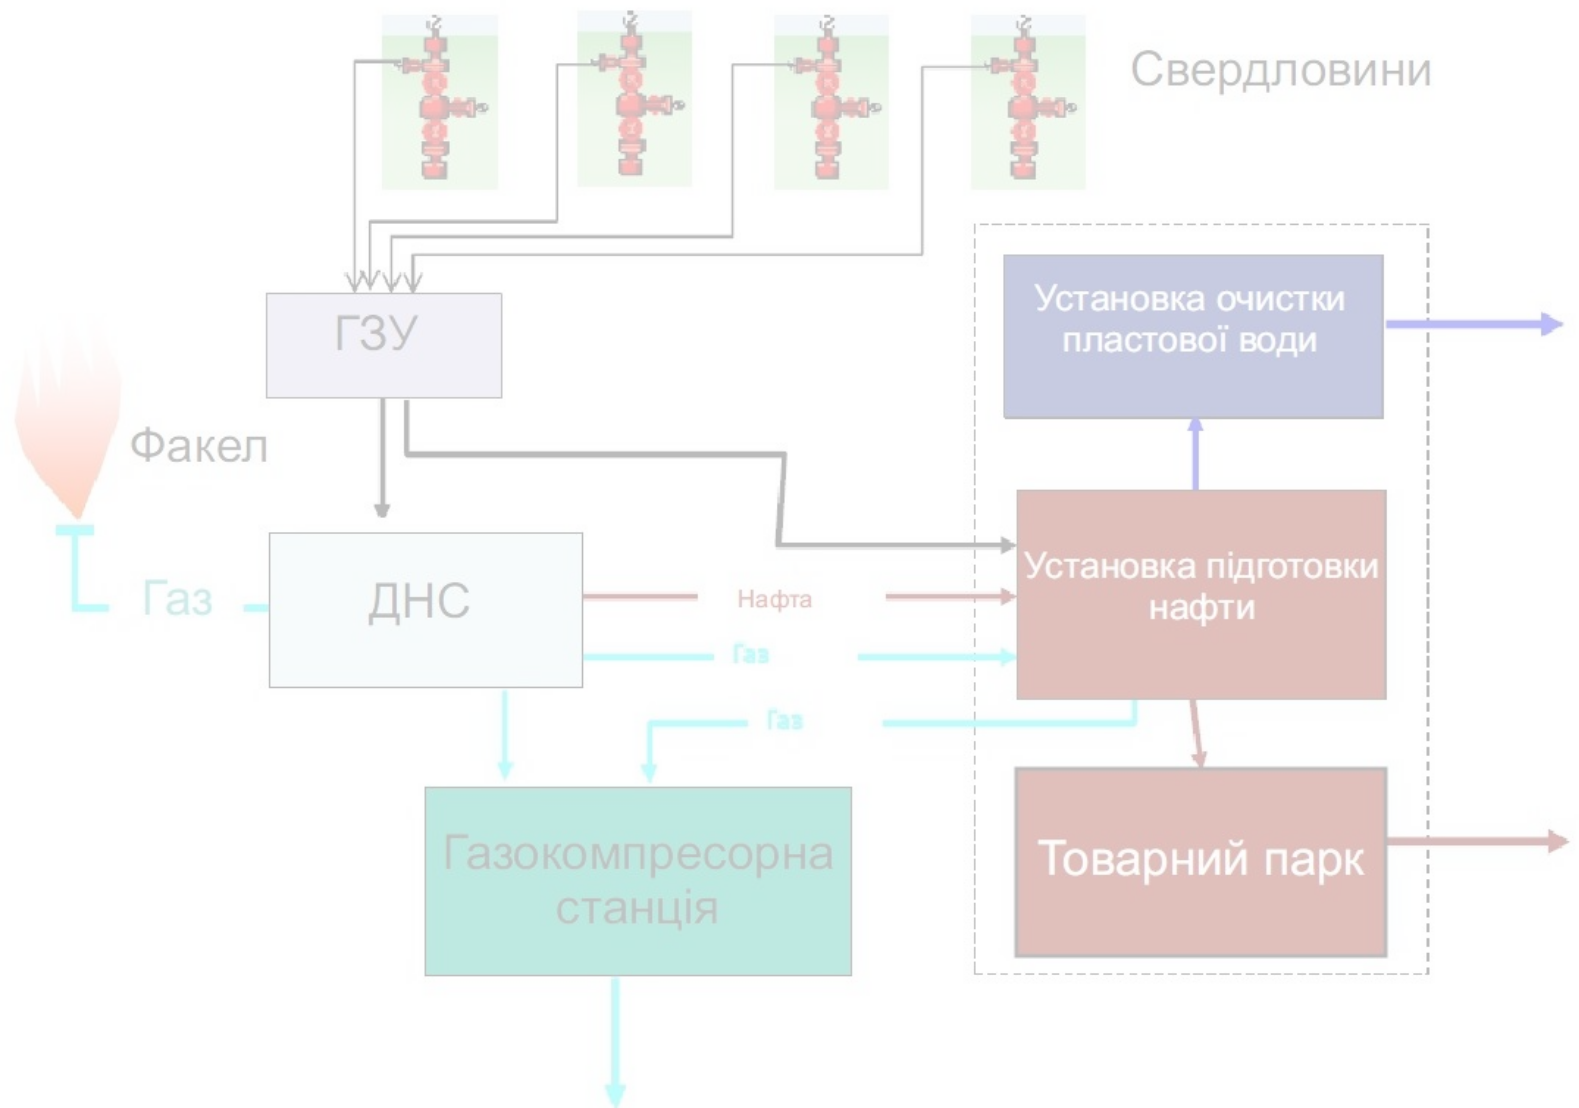 Свердловини
Установка очистки
пластової води
ГЗУ
Факел
Установка підготовки
нафти
Газ
ДНС
Нафта
Газ
Газ
Газокомпресорна
станція
Товарний парк